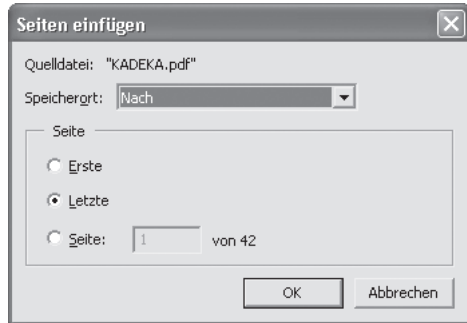 Seiten einfügen
Quelldatei: "KADEKA.pdf"
Speicherort: Nach
Seite
Erste
Letzte
Seite: 1 von 42
OK Abbrechen